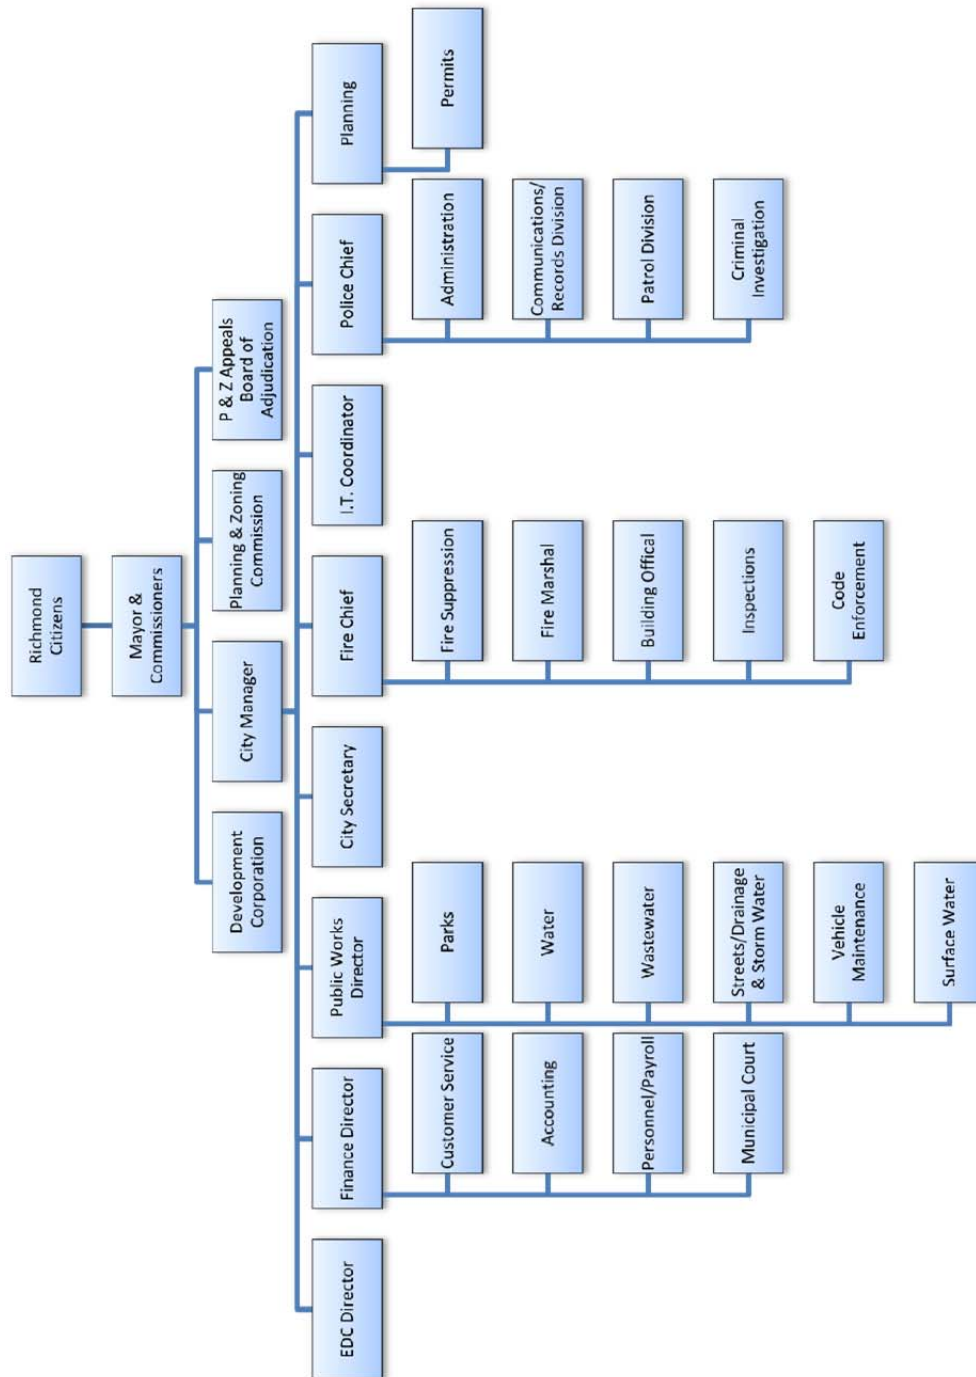 Richmond
Citizens
Mayor &
Commissioners
Development
Corporation
City Manager
Planning & Zoning
Commission
P & Z Appeals
Board of
Adjudication
EDC Director
Finance Director
Public Works
Director
City Secretary
Fire Chief
I.T. Coordinator
Police Chief
Planning
Customer Service
Accounting
Personnel/Payroll
Municipal Court
Parks
Water
Wastewater
Streets/Drainage
& Storm Water
Vehicle
Maintenance
Surface Water
Fire Suppression
Fire Marshal
Building Offical
Inspections
Code
Enforcement
Administration
Communications/
Records Division
Patrol Division
Criminal
Investigation
Permits